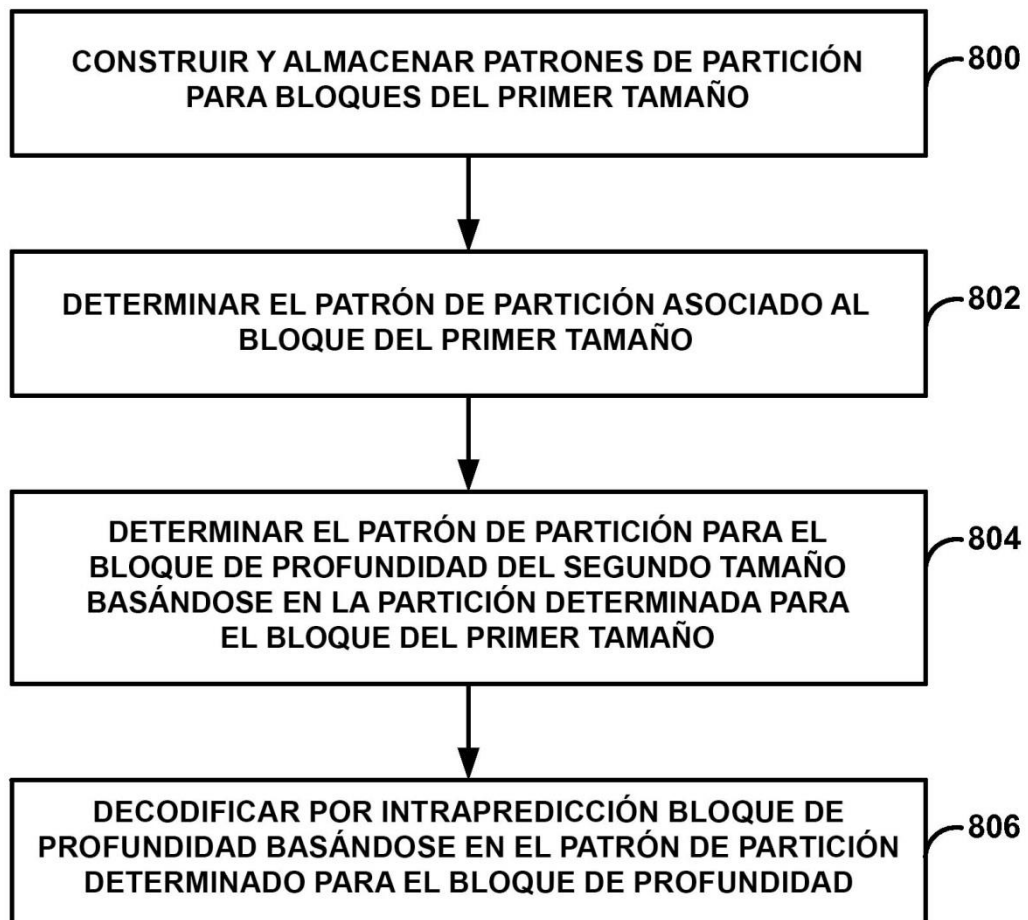 CONSTRUIR Y ALMACENAR PATRONES DE PARTICIÓN
PARA BLOQUES DEL PRIMER TAMAÑO
800
DETERMINAR EL PATRÓN DE PARTICIÓN ASOCIADO AL
BLOQUE DEL PRIMER TAMAÑO
802
DETERMINAR EL PATRÓN DE PARTICIÓN PARA EL
BLOQUE DE PROFUNDIDAD DEL SEGUNDO TAMAÑO
BASÁNDOSE EN LA PARTICIÓN DETERMINADA PARA
EL BLOQUE DEL PRIMER TAMAÑO
804
DECODIFICAR POR INTRAPREDICCIÓN BLOQUE DE
PROFUNDIDAD BASÁNDOSE EN EL PATRÓN DE PARTICIÓN
DETERMINADO PARA EL BLOQUE DE PROFUNDIDAD
806